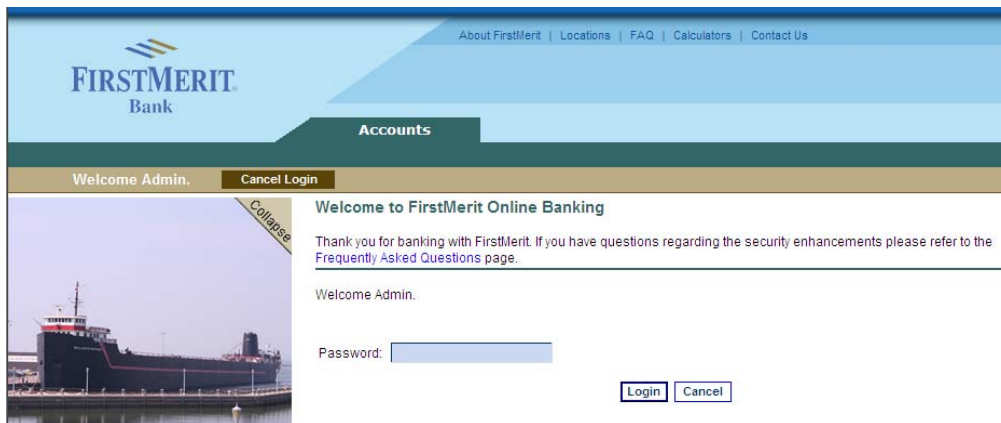 About FirstMerit | Locations | FAQ | Calculators | Contact Us
FIRSTMERIT
Bank
Accounts
Welcome Admin.
Cancel Login
Collapse
Welcome to FirstMerit Online Banking
Thank you for banking with FirstMerit. If you have questions regarding the security enhancements please refer to the
Frequently Asked Questions page.
Welcome Admin.
Password:
Login Cancel